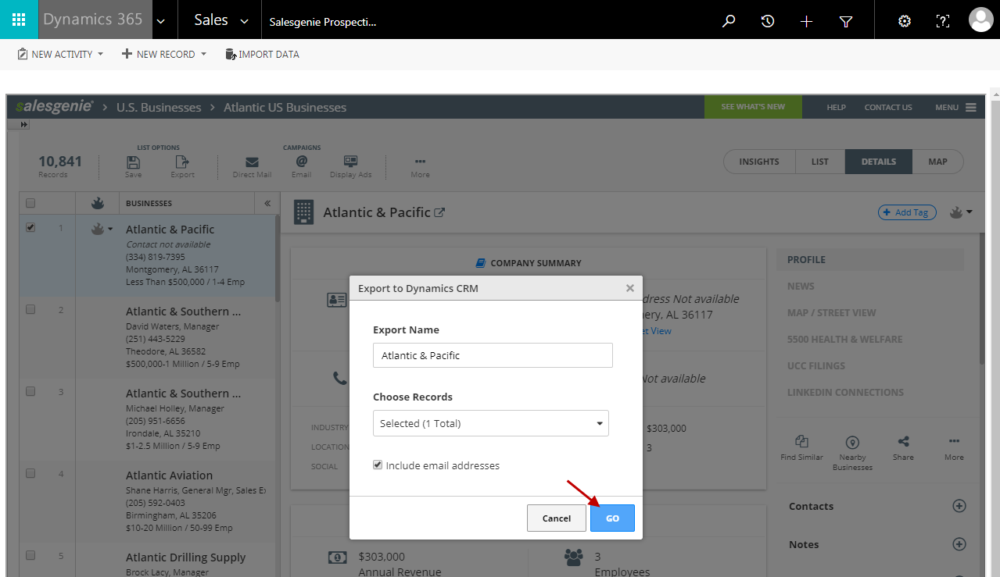 Dynamics 365
Sales
Salesgenie Prospecti...
NEW ACTIVITY
NEW RECORD
IMPORT DATA
salesgenie
U.S. Businesses
Atlantic US Businesses
SEE WHAT'S NEW
HELP
CONTACT US
MENU
10,841
Records
LIST OPTIONS
Save
Export
CAMPAIGNS
Direct Mail
Email
Display Ads
More
INSIGHTS
LIST
DETAILS
MAP
BUSINESSES
1
Atlantic & Pacific
Contact not available
(334) 819-7395
Montgomery, AL 36117
Less Than $500,000 / 1-4 Emp
2
Atlantic & Southern ...
David Waters, Manager
(251) 443-5229
Theodore, AL 36582
$500,000-1 Million / 5-9 Emp
3
Atlantic & Southern ...
Michael Holley, Manager
(205) 951-6656
Irondale, AL 35210
$1-2.5 Million / 5-9 Emp
4
Atlantic Aviation
Shane Harris, General Mgr, Sales Ex
(205) 592-0403
Birmingham, AL 35206
$10-20 Million / 50-99 Emp
5
Atlantic Drilling Supply
Brock Lacy, Manager
Atlantic & Pacific
Add Tag
COMPANY SUMMARY
dress Not available
ery, AL 36117
et View
Not available
INDUSTRY
$303,000
LOCATION
3
SOCIAL
Export to Dynamics CRM
Export Name
Atlantic & Pacific
Choose Records
Selected (1 Total)
Include email addresses
Cancel
GO
$303,000
Annual Revenue
3
Employees
PROFILE
NEWS
MAP / STREET VIEW
5500 HEALTH & WELFARE
UCC FILINGS
LINKEDIN CONNECTIONS
Find Similar
Nearby
Businesses
Share
More
Contacts
Notes